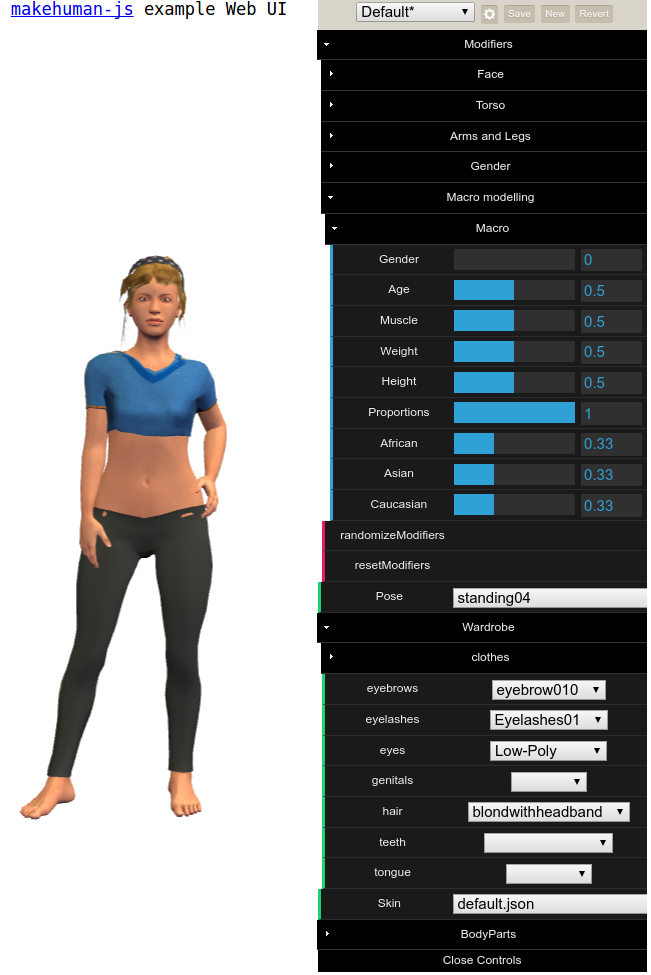 makehuman-js example Web UI
Default*
Save
New
Revert
Modifiers
Face
Torso
Arms and Legs
Gender
Macro modelling
Macro
Gender 0
Age 0.5
Muscle 0.5
Weight 0.5
Height 0.5
Proportions 1
African 0.33
Asian 0.33
Caucasian 0.33
randomizeModifiers
resetModifiers
Pose standing04
Wardrobe
clothes
eyebrows eyebrow010
eyelashes Eyelashes01
eyes Low-Poly
genitals
hair blondwithheadband
teeth
tongue
Skin default.json
BodyParts
Close Controls